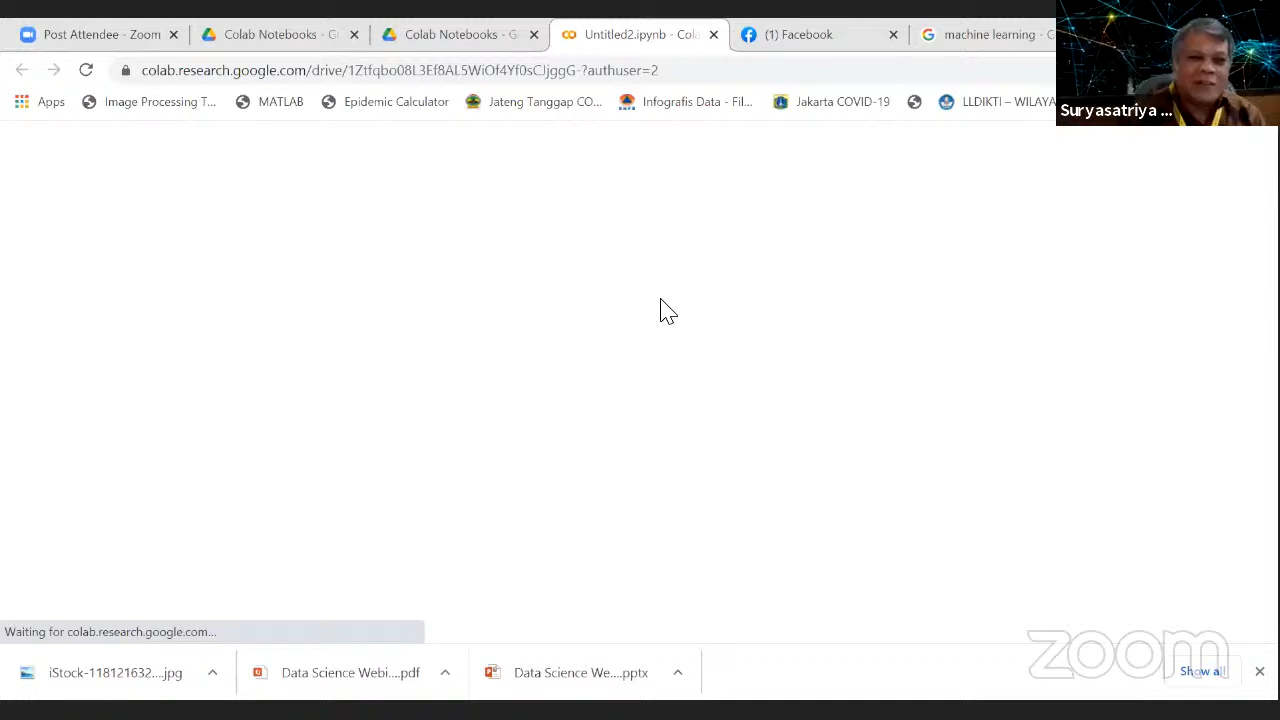 Post Attendee - Zoom
Colab Notebooks - Go
Colab Notebooks - G
Untitled2.ipynb - Cola
(1) Facebook
machine learning - G
colab.research.google.com/drive/
?authuser=2
Apps
Image Processing T...
MATLAB
Epidemic Calculator
Jateng Tanggap CO...
Infografis Data - Fil...
Jakarta COVID-19
LLDIKTI – WILAYA
Suryasatriya ...
Waiting for colab.research.google.com...
iStock-118121632....jpg
Data Science Webi....pdf
Data Science We....pptx
Show all
zoom